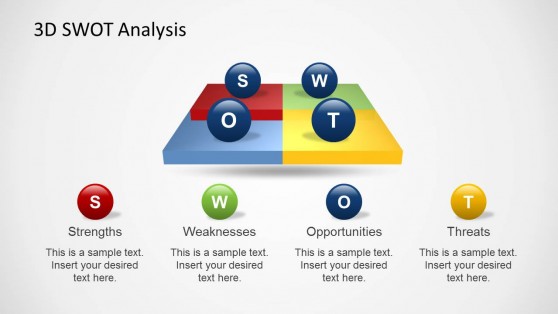 3D SWOT Analysis
S W
O T
S W O T
Strengths Weaknesses Opportunities Threats
This is a sample text. This is a sample text. This is a sample text. This is a sample text.
Insert your desired Insert your desired Insert your desired Insert your desired
text here. text here. text here. text here.